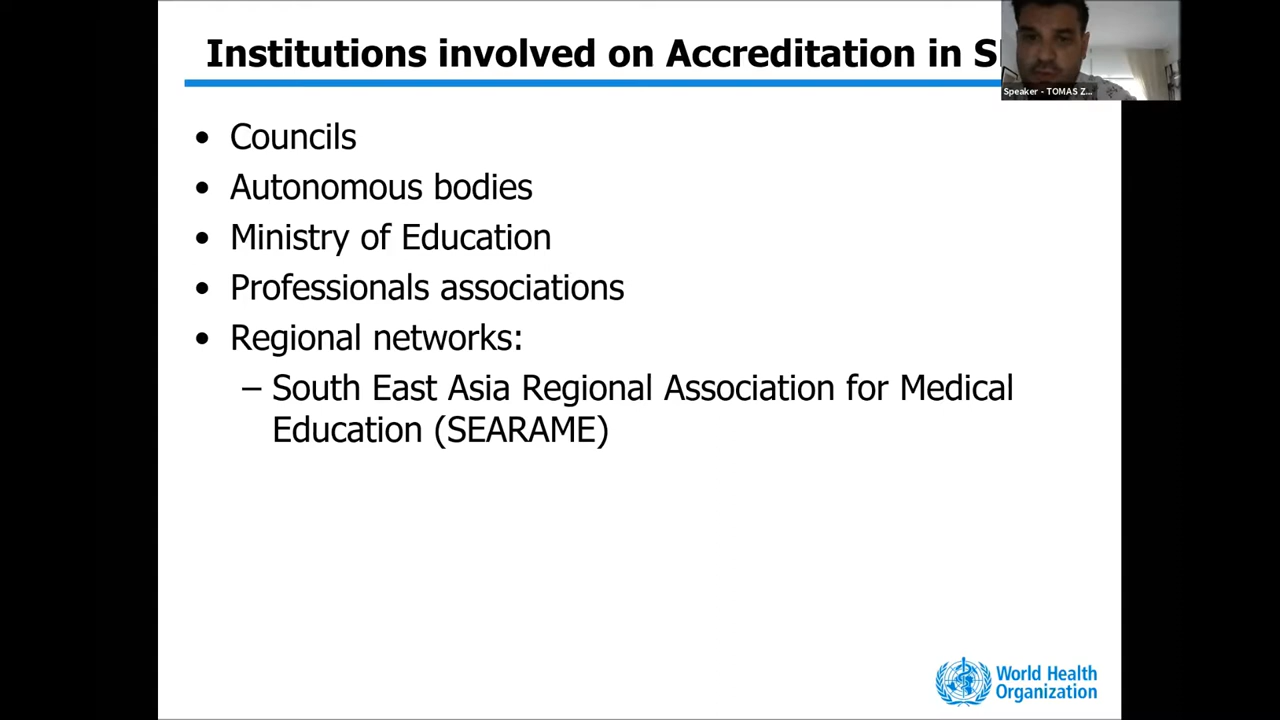 Institutions involved on Accreditation in
Speaker - TOMAS Z...
• Councils
• Autonomous bodies
• Ministry of Education
• Professionals associations
• Regional networks:
– South East Asia Regional Association for Medical
Education (SEARAME)
World Health
Organization